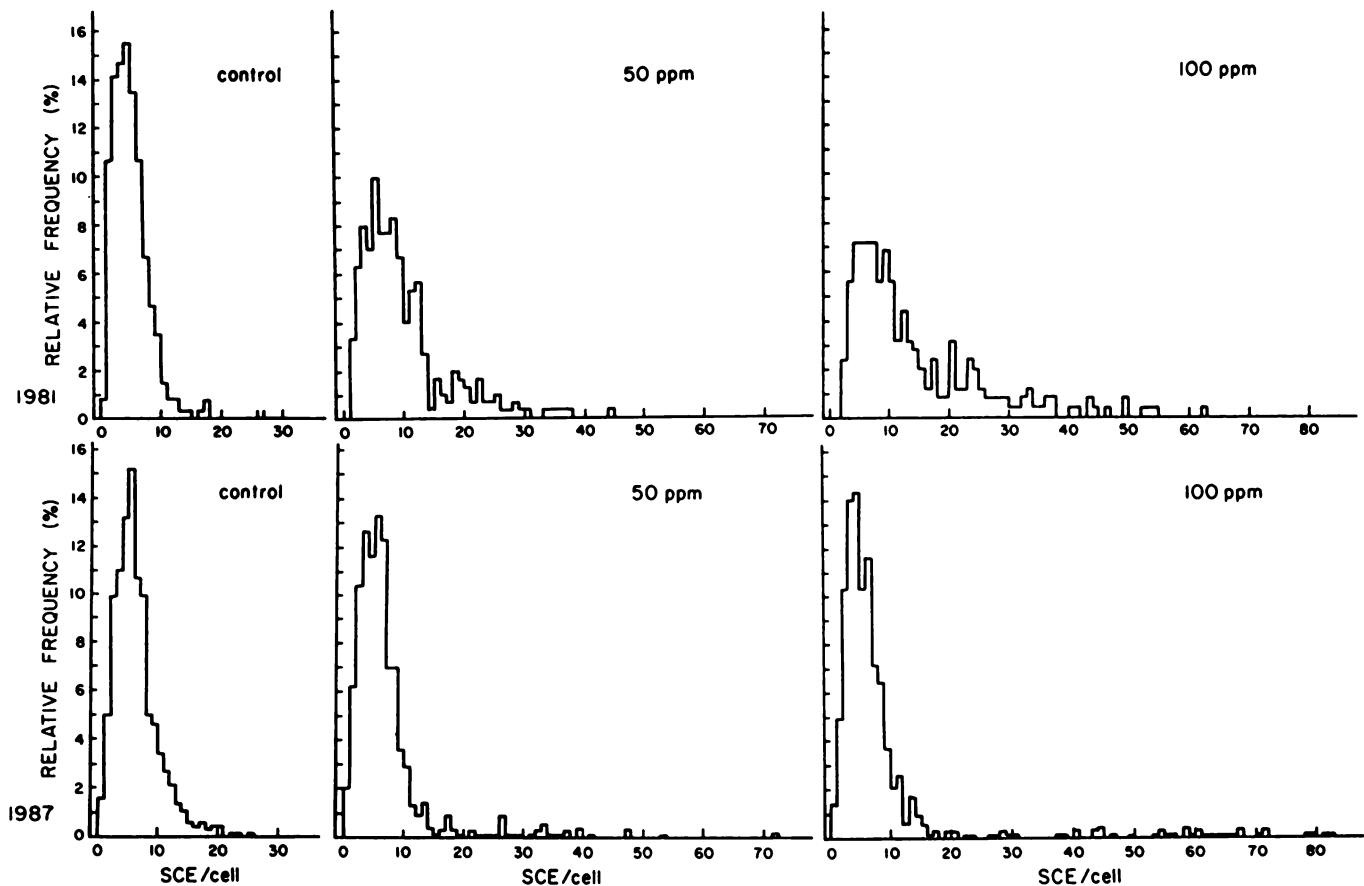 RELATIVE FREQUENCY (%)
16
14
12
10
8
6
4
2
0
control
50 ppm
100 ppm
1981
0 10 20 30
0 10 20 30 40 50 60 70
0 10 20 30 40 50 60 70 80
RELATIVE FREQUENCY (%)
16
14
12
10
8
6
4
2
0
control
50 ppm
100 ppm
1987
0 10 20 30
0 10 20 30 40 50 60 70
0 10 20 30 40 50 60 70 80
SCE/cell
SCE/cell
SCE/cell